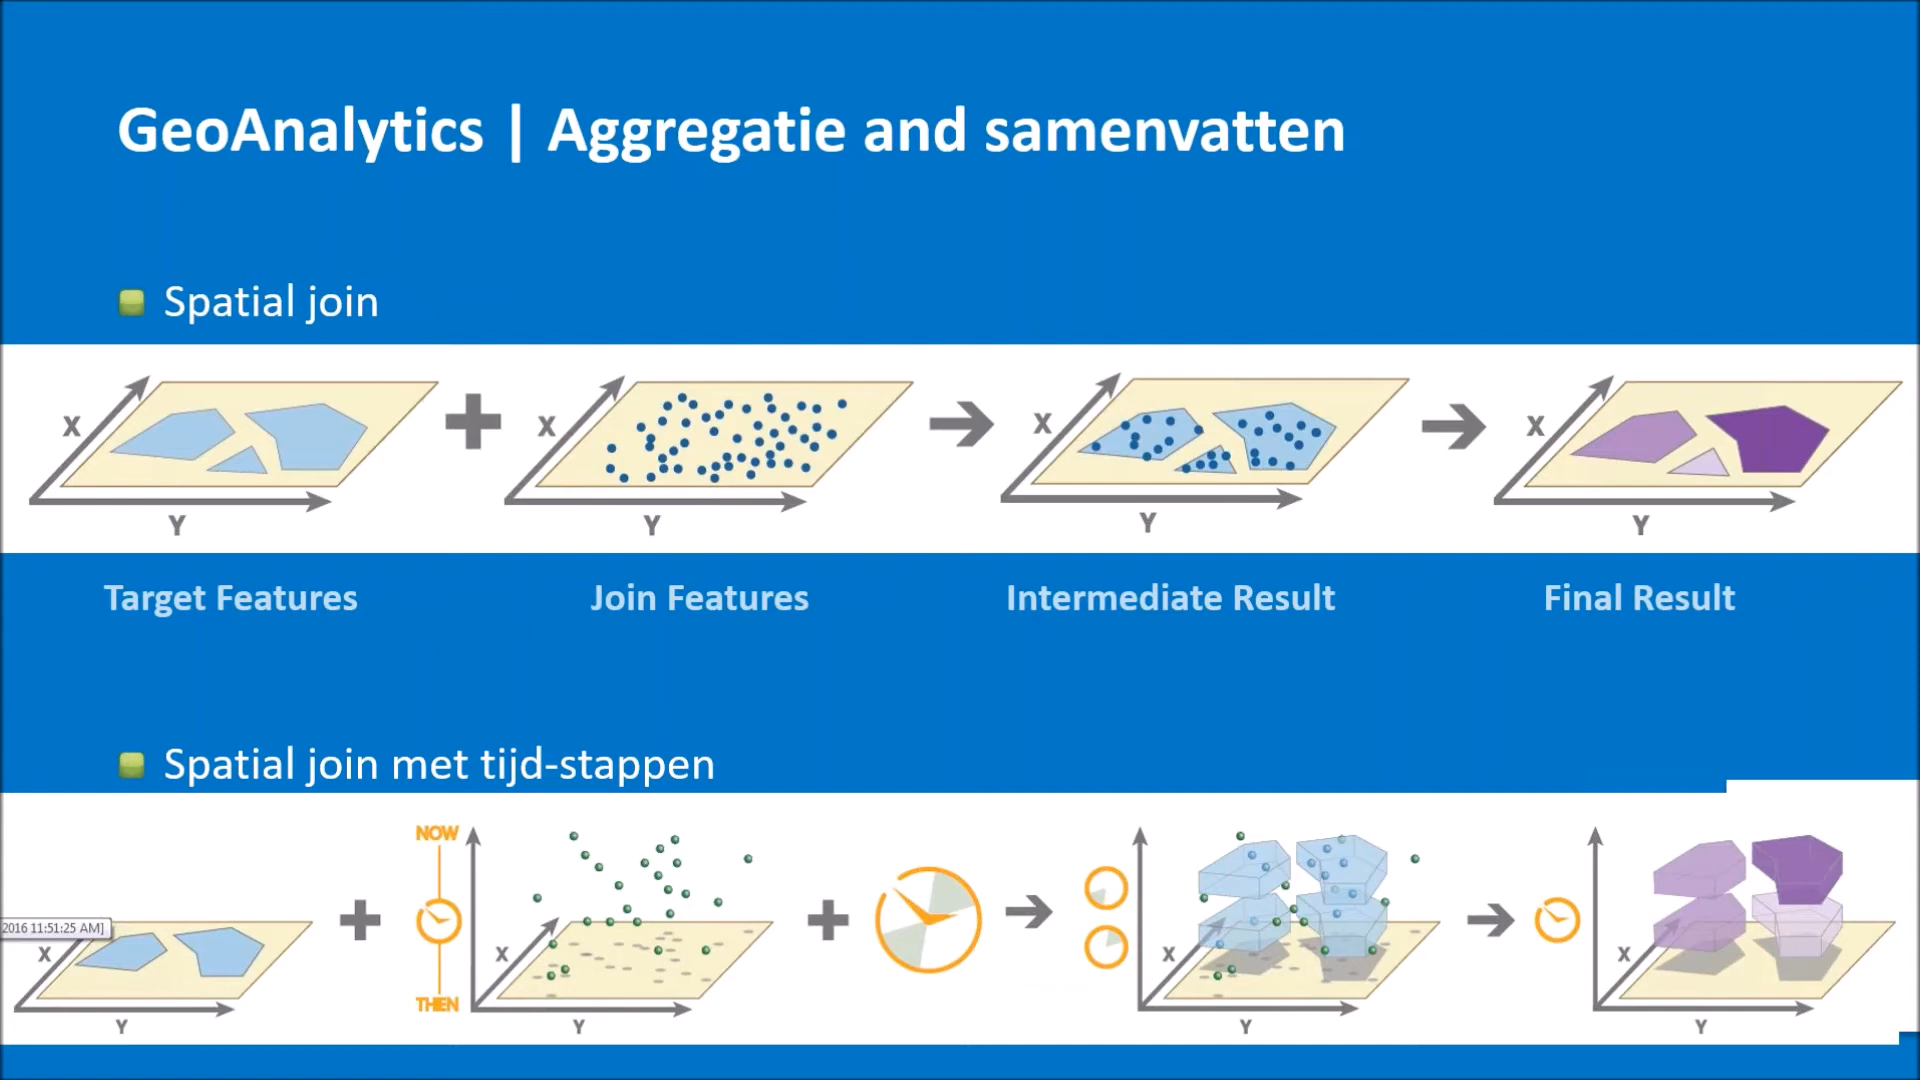 GeoAnalytics | Aggregatie and samenvatten
Spatial join
X Y
X Y
X Y
X Y
Target Features
Join Features
Intermediate Result
Final Result
Spatial join met tijd-stappen
2016 11:51:25 AM]
X Y
NOW
THEN
X Y
X Y
X Y